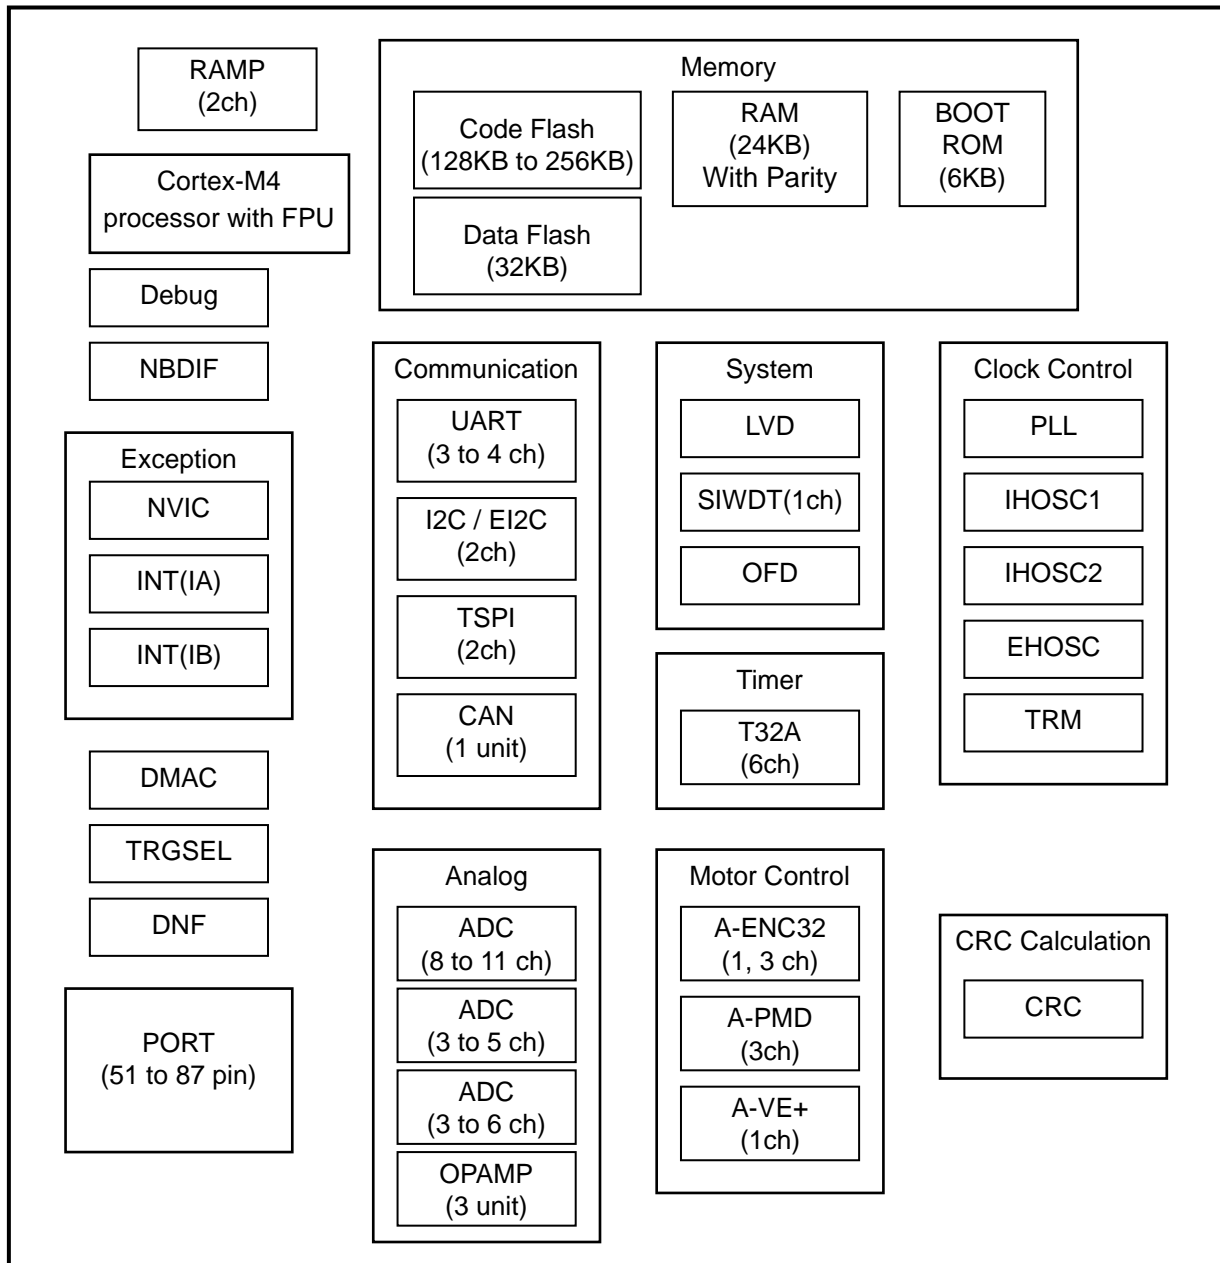 RAMP
(2ch)
Cortex-M4
processor with FPU
Debug
NBDIF
Exception
NVIC
INT(IA)
INT(IB)
DMAC
TRGSEL
DNF
PORT
(51 to 87 pin)
Memory
Code Flash
(128KB to 256KB)
Data Flash
(32KB)
RAM
(24KB)
With Parity
BOOT
ROM
(6KB)
Communication
UART
(3 to 4 ch)
I2C / EI2C
(2ch)
TSPI
(2ch)
CAN
(1 unit)
System
LVD
SIWDT(1ch)
OFD
Timer
T32A
(6ch)
Clock Control
PLL
IHOSC1
IHOSC2
EHOSC
TRM
Analog
ADC
(8 to 11 ch)
ADC
(3 to 5 ch)
ADC
(3 to 6 ch)
OPAMP
(3 unit)
Motor Control
A-ENC32
(1, 3 ch)
A-PMD
(3ch)
A-VE+
(1ch)
CRC Calculation
CRC